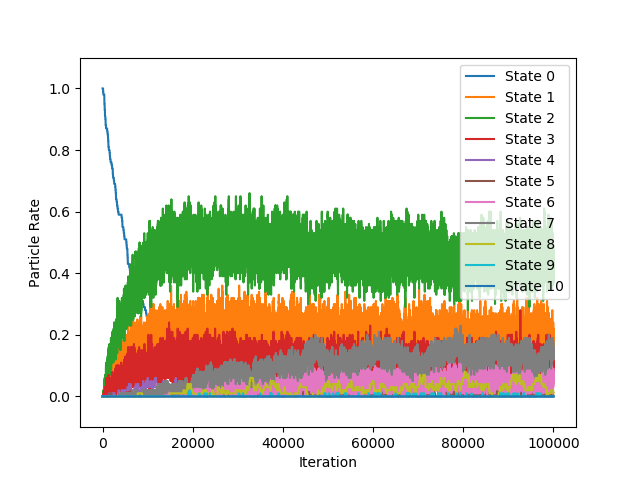 1.0
0.8
0.6
0.4
0.2
0.0
Particle Rate
0
20000
40000
60000
80000
100000
Iteration
State 0
State 1
State 2
State 3
State 4
State 5
State 6
State 7
State 8
State 9
State 10